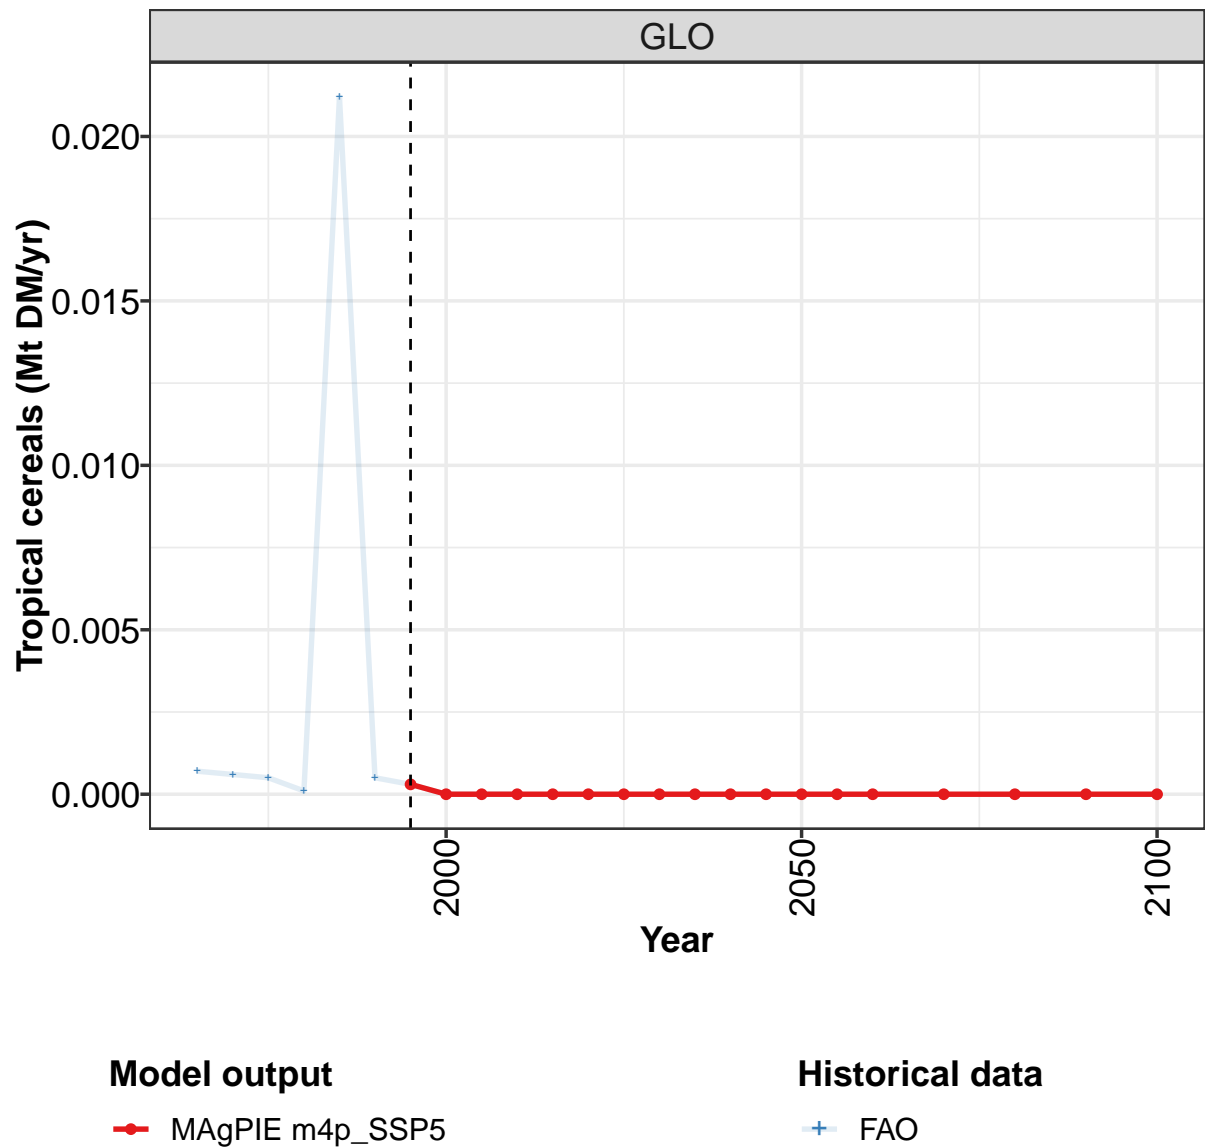 GLO
Tropical cereals (Mt DM/yr)
0.020
0.015
0.010
0.005
0.000
2000
2050
2100
Year
Model output
MAgPIE m4p_SSP5
Historical data
FAO